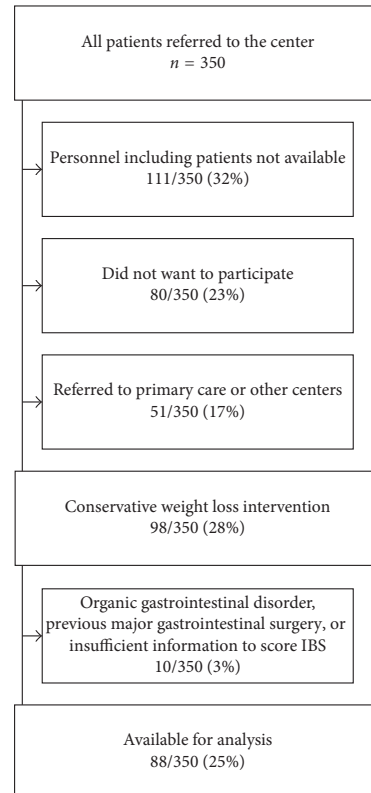 All patients referred to the center
n = 350
Personnel including patients not available
111/350 (32%)
Did not want to participate
80/350 (23%)
Referred to primary care or other centers
51/350 (17%)
Conservative weight loss intervention
98/350 (28%)
Organic gastrointestinal disorder,
previous major gastrointestinal surgery, or
insufficient information to score IBS
10/350 (3%)
Available for analysis
88/350 (25%)